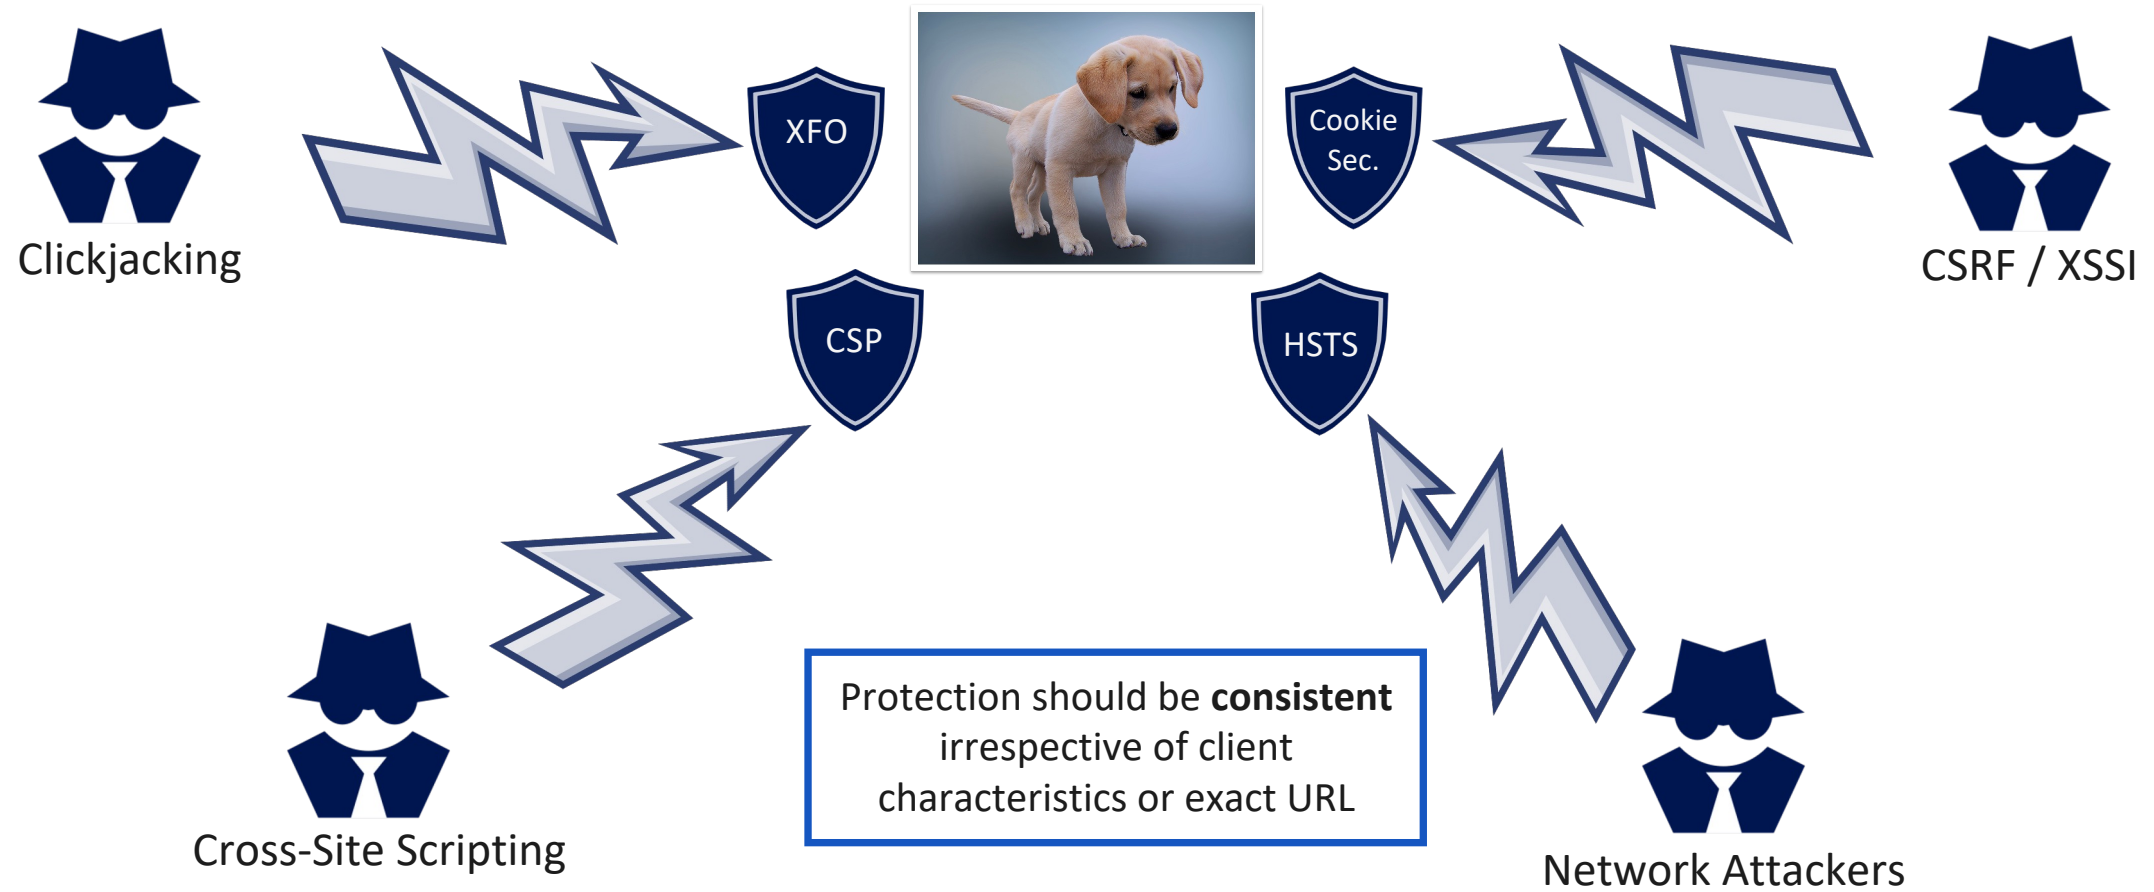 XFO
Cookie
Sec.
Clickjacking
CSRF / XSSI
CSP
HSTS
Protection should be consistent
irrespective of client
characteristics or exact URL
Cross-Site Scripting
Network Attackers